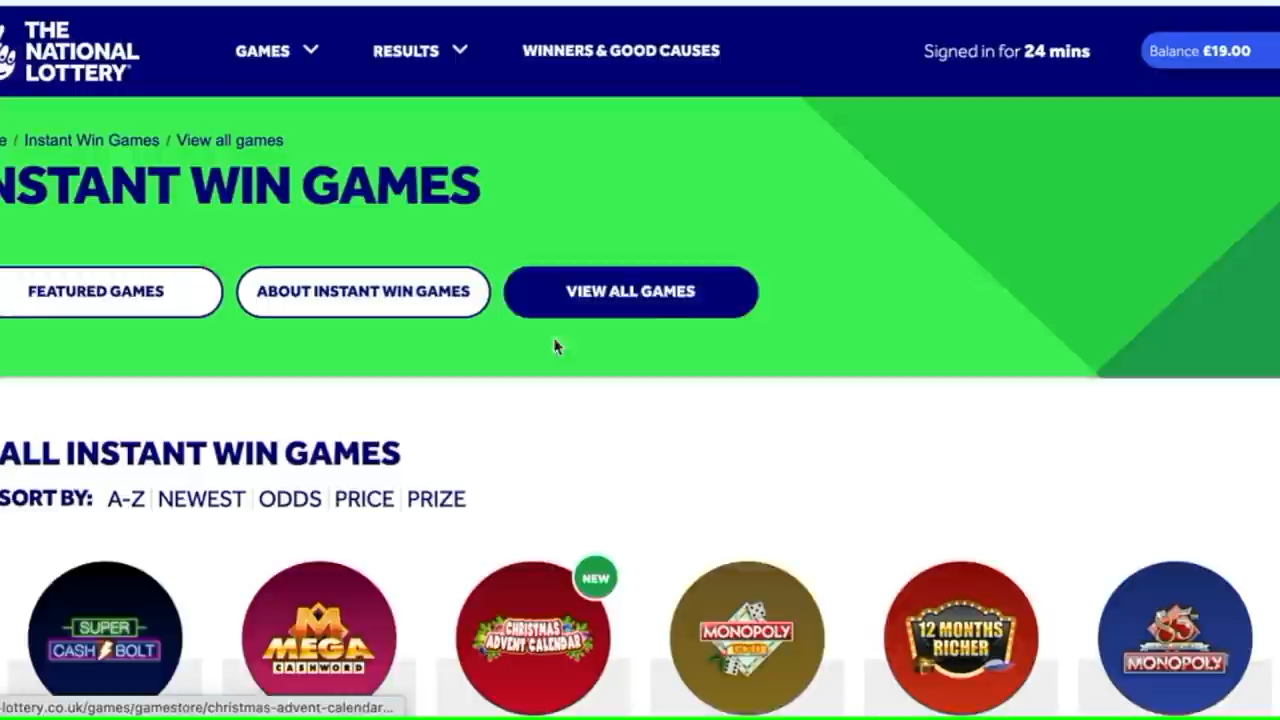 THE
NATIONAL
LOTTERY
GAMES RESULTS WINNERS & GOOD CAUSES Signed in for 24 mins Balance £19.00
e / Instant Win Games / View all games
NSTANT WIN GAMES
FEATURED GAMES ABOUT INSTANT WIN GAMES VIEW ALL GAMES
ALL INSTANT WIN GAMES
SORT BY: A-Z NEWEST ODDS PRICE PRIZE
NEW
SUPER
CASH BOLT
M
MEGA
CASHWORD
CHRISTMAS
ADVENT CALENDAR
MONOPOLY
GOLD
12 MONTHS
RICHER
85
MONOPOLY
-lottery.co.uk/games/gamestore/christmas-advent-calendar...